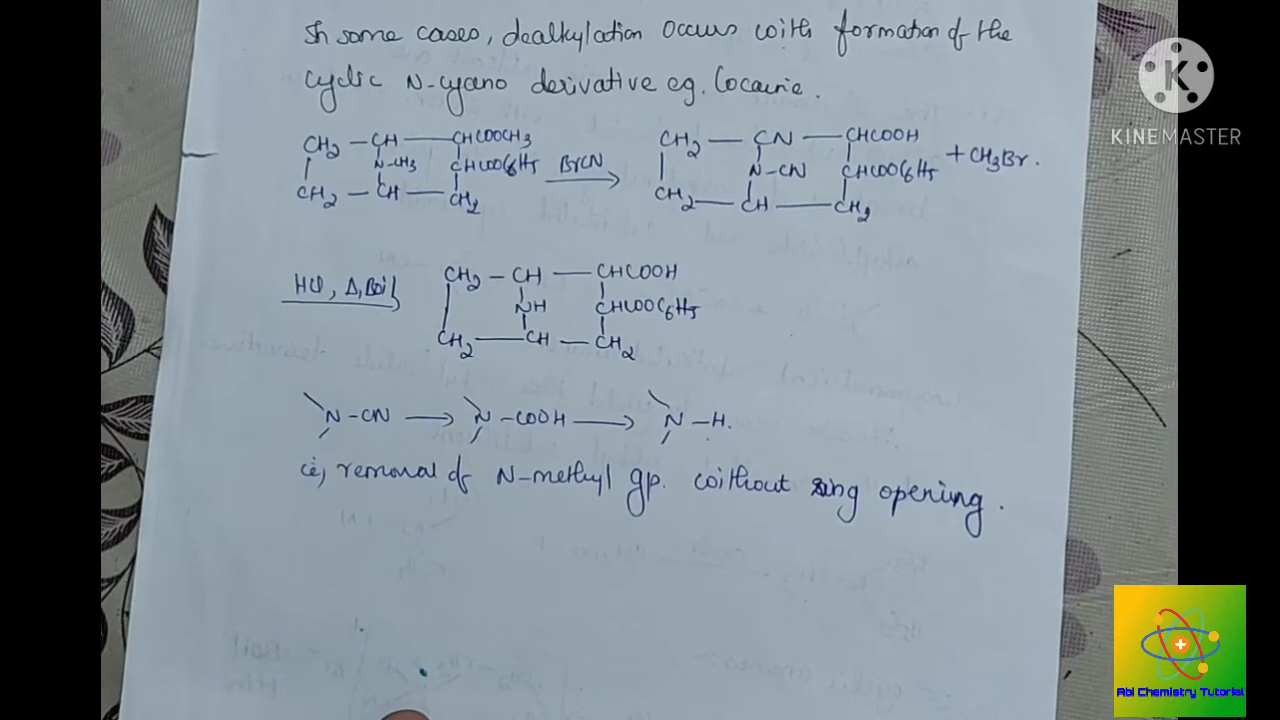 In some cases, dealkylation occurs with formation of the
cyclic N-cyano derivative eg. Cocaine.
CH2 - CH — CHCOOCH3
N-CH3 CHCOOC6H5
CH2 - CH — CH2
BrCN
CH2 — CN — CHCOOH
N-CN CHCOOC6H5
CH2 — CH — CH2
+ CH3Br.
HCl, Δ, Boil
CH2 - CH — CHCOOH
NH CHCOOC6H5
CH2 — CH — CH2
N-CN → N-COOH → N-H.
(ie) removal of N-methyl gp. without ring opening.
K
KINEMASTER
Abi Chemistry Tutorial